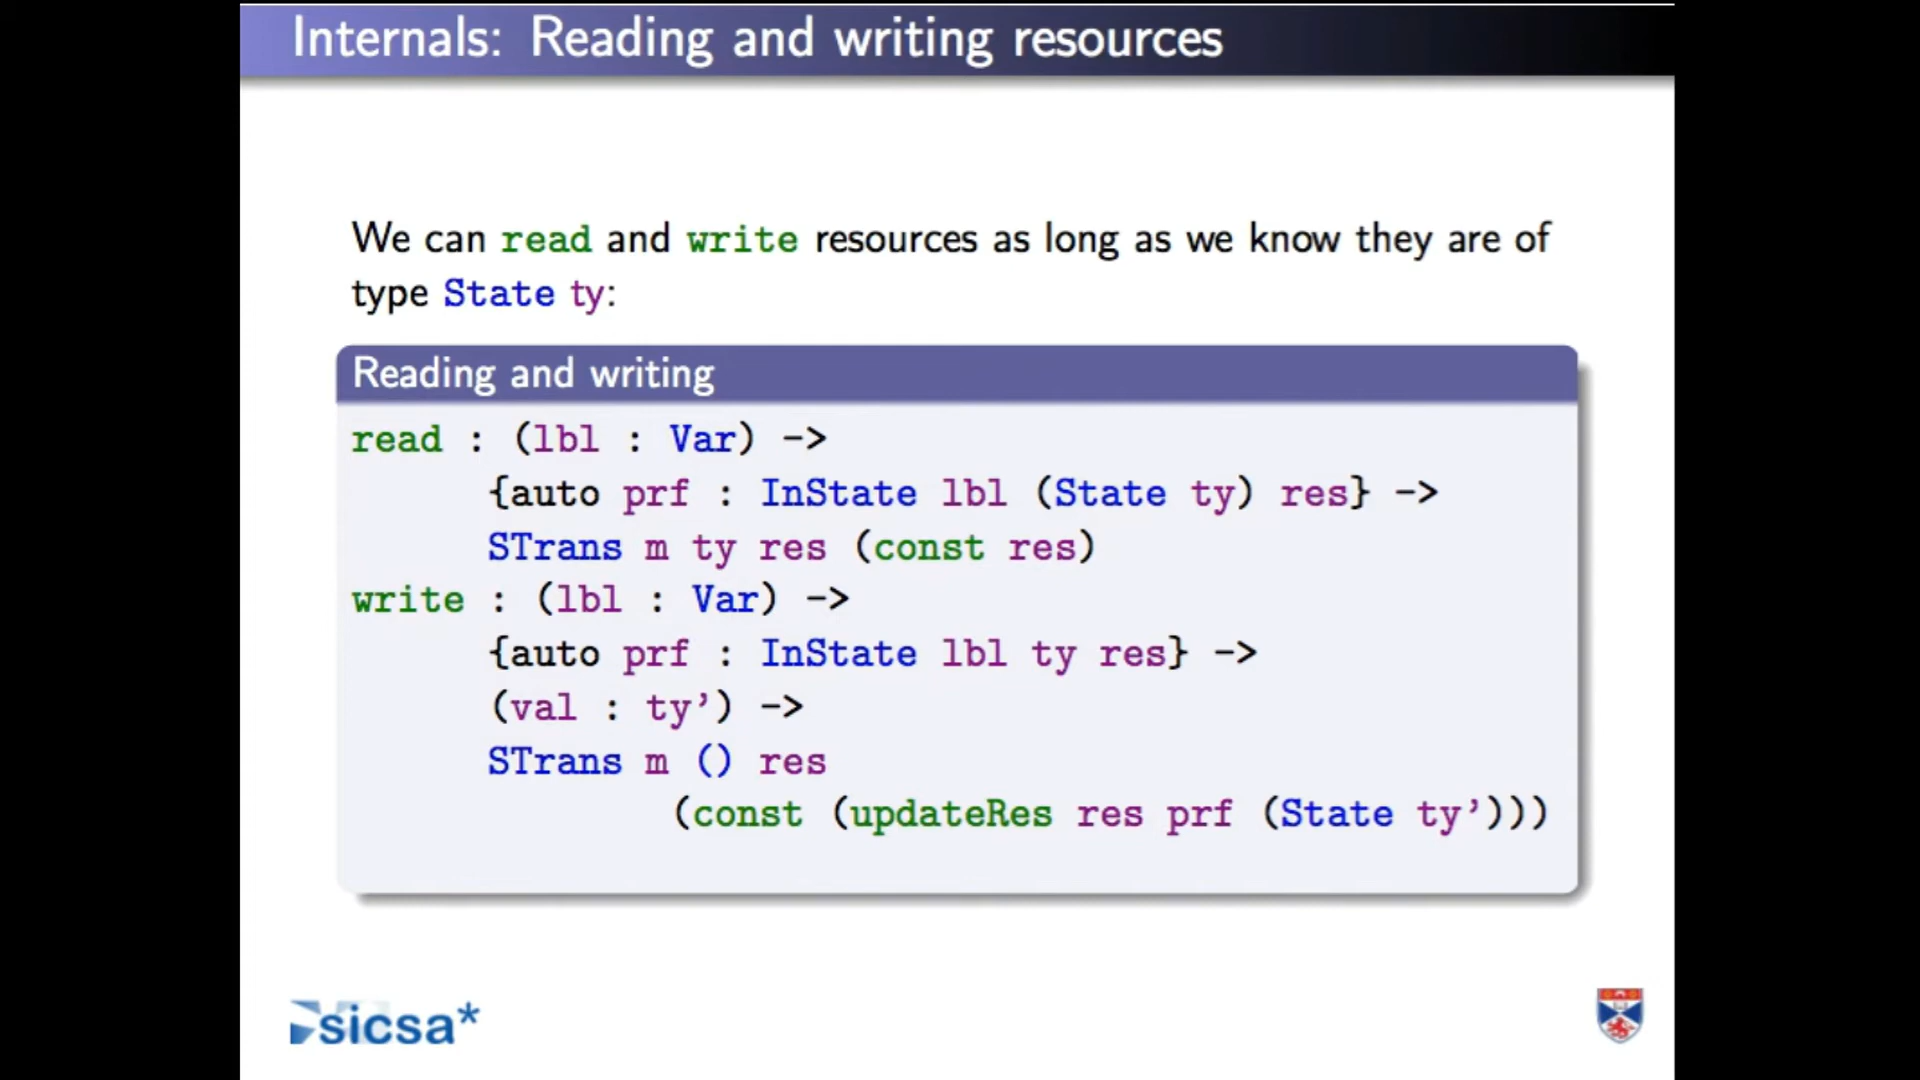 Internals: Reading and writing resources
We can read and write resources as long as we know they are of
type State ty:
Reading and writing
read : (lbl : Var) ->
{auto prf : InState lbl (State ty) res} ->
STrans m ty res (const res)
write : (lbl : Var) ->
{auto prf : InState lbl ty res} ->
(val : ty’) ->
STrans m () res
(const (updateRes res prf (State ty’)))
sicsa*